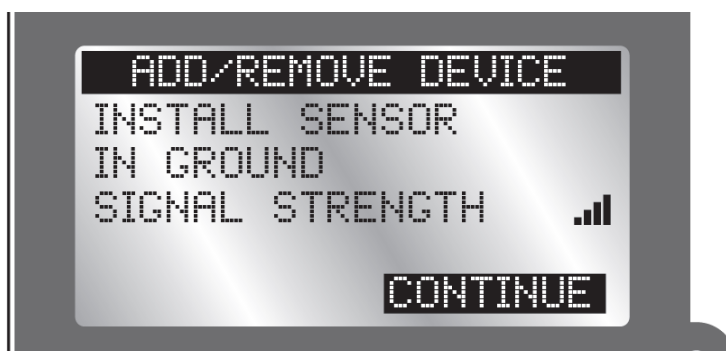 ADD/REMOVE DEVICE
INSTALL SENSOR
IN GROUND
SIGNAL STRENGTH
CONTINUE